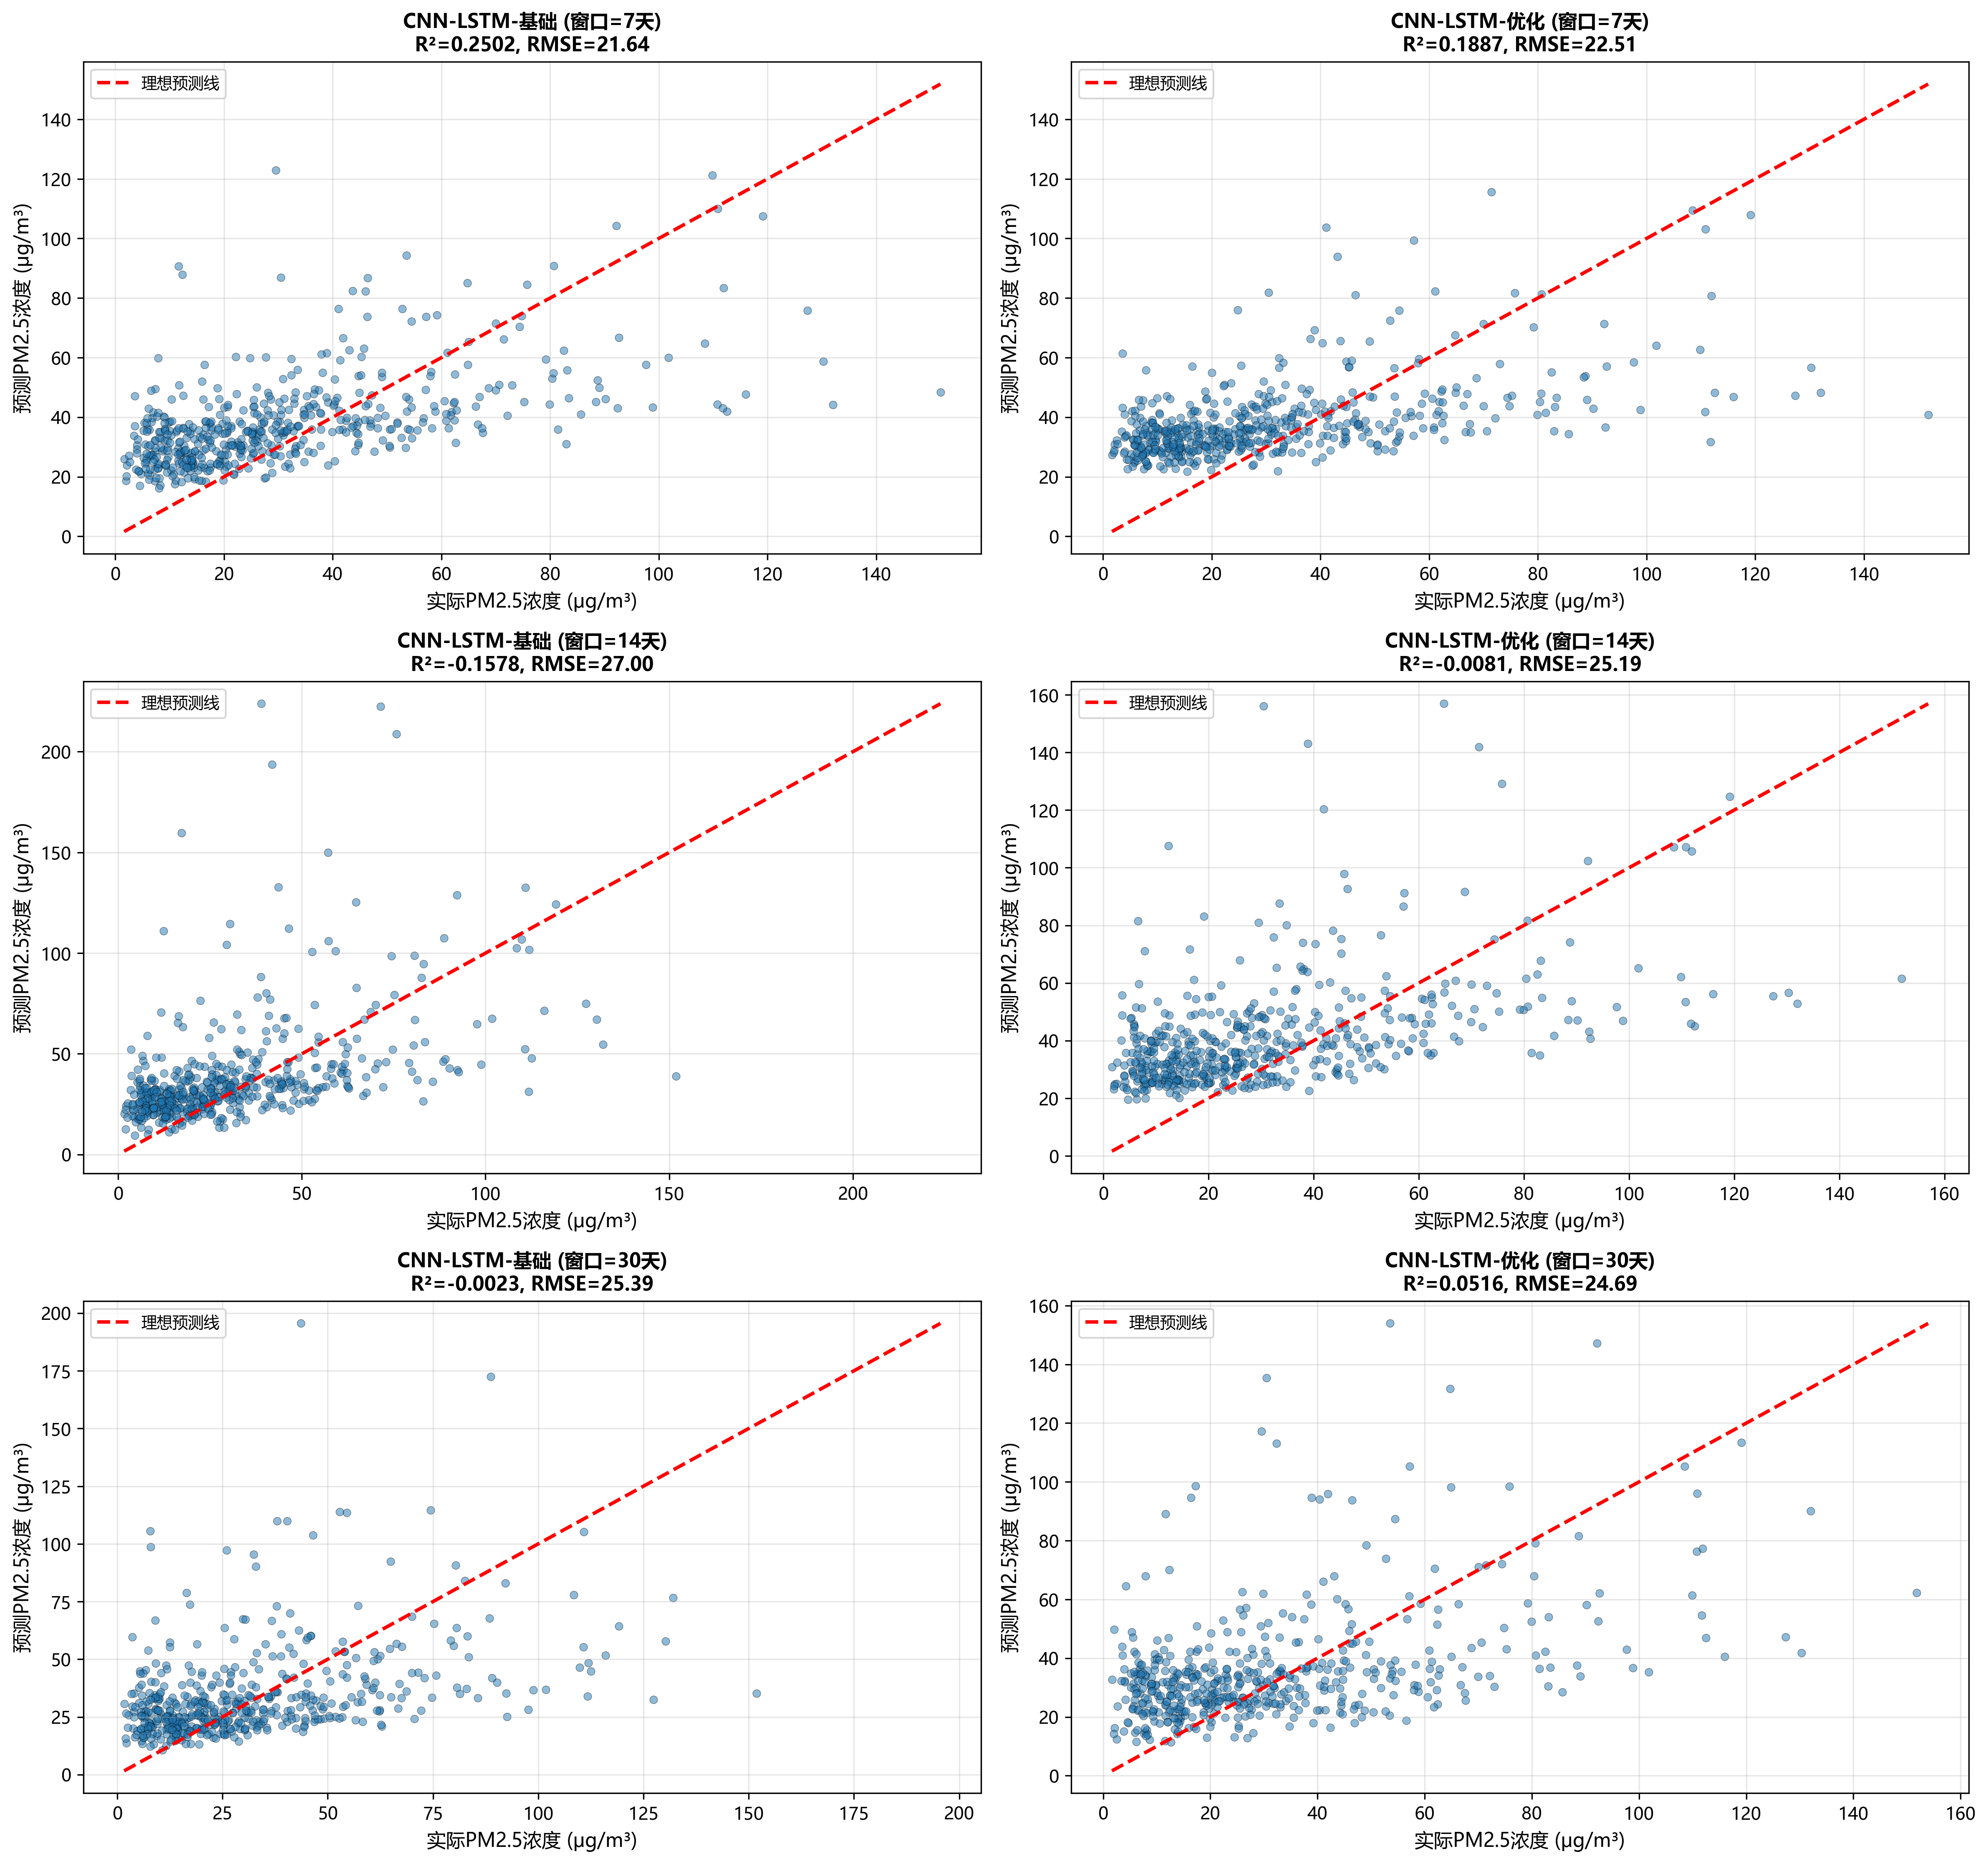 CNN-LSTM-基础 (窗口=7天)
R²=0.2502, RMSE=21.64
理想预测线
预测PM2.5浓度 (μg/m³)
140
120
100
80
60
40
20
0
0 20 40 60 80 100 120 140
实际PM2.5浓度 (μg/m³)
CNN-LSTM-优化 (窗口=7天)
R²=0.1887, RMSE=22.51
理想预测线
预测PM2.5浓度 (μg/m³)
140
120
100
80
60
40
20
0
0 20 40 60 80 100 120 140
实际PM2.5浓度 (μg/m³)
CNN-LSTM-基础 (窗口=14天)
R²=-0.1578, RMSE=27.00
理想预测线
预测PM2.5浓度 (μg/m³)
200
150
100
50
0
0 50 100 150 200
实际PM2.5浓度 (μg/m³)
CNN-LSTM-优化 (窗口=14天)
R²=-0.0081, RMSE=25.19
理想预测线
预测PM2.5浓度 (μg/m³)
160
140
120
100
80
60
40
20
0
0 20 40 60 80 100 120 140 160
实际PM2.5浓度 (μg/m³)
CNN-LSTM-基础 (窗口=30天)
R²=-0.0023, RMSE=25.39
理想预测线
预测PM2.5浓度 (μg/m³)
200
175
150
125
100
75
50
25
0
0 25 50 75 100 125 150 175 200
实际PM2.5浓度 (μg/m³)
CNN-LSTM-优化 (窗口=30天)
R²=0.0516, RMSE=24.69
理想预测线
预测PM2.5浓度 (μg/m³)
160
140
120
100
80
60
40
20
0
0 20 40 60 80 100 120 140 160
实际PM2.5浓度 (μg/m³)